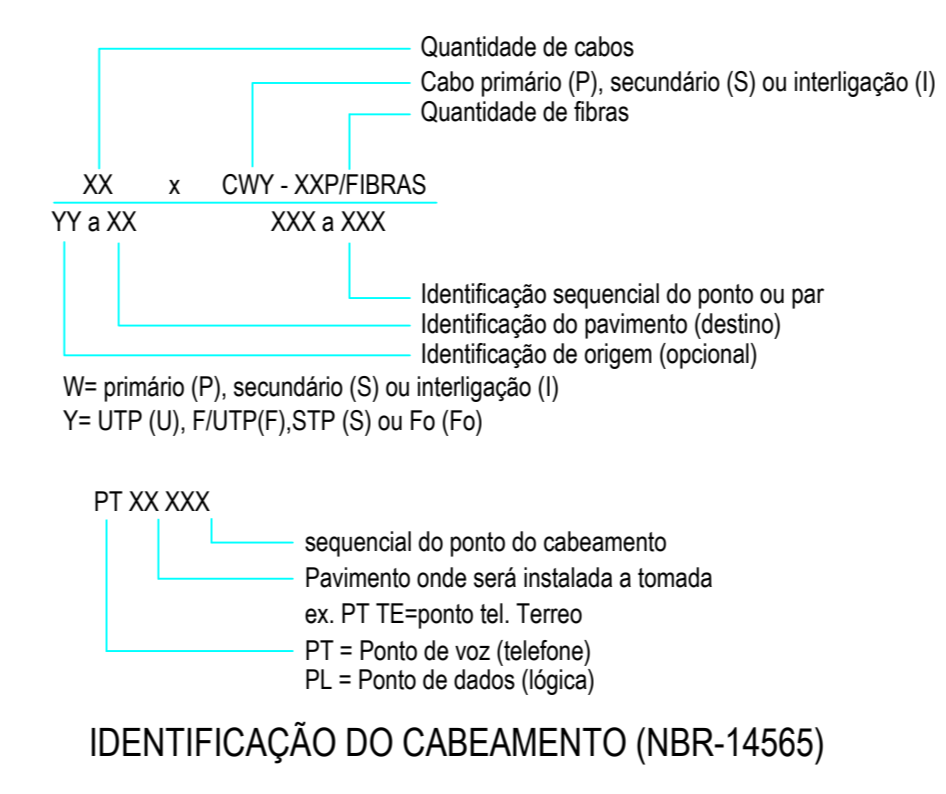 Quantidade de cabos
Cabo primário (P), secundário (S) ou interligação (I)
Quantidade de fibras
XX x CWY - XXP/FIBRAS
YY a XX XXX a XXX
Identificação sequencial do ponto ou par
Identificação do pavimento (destino)
Identificação de origem (opcional)
W= primário (P), secundário (S) ou interligação (I)
Y= UTP (U), F/UTP(F),STP (S) ou Fo (Fo)
PT XX XXX
sequencial do ponto do cabeamento
Pavimento onde será instalada a tomada
ex. PT TE=ponto tel. Terreo
PT = Ponto de voz (telefone)
PL = Ponto de dados (lógica)
IDENTIFICAÇÃO DO CABEAMENTO (NBR-14565)